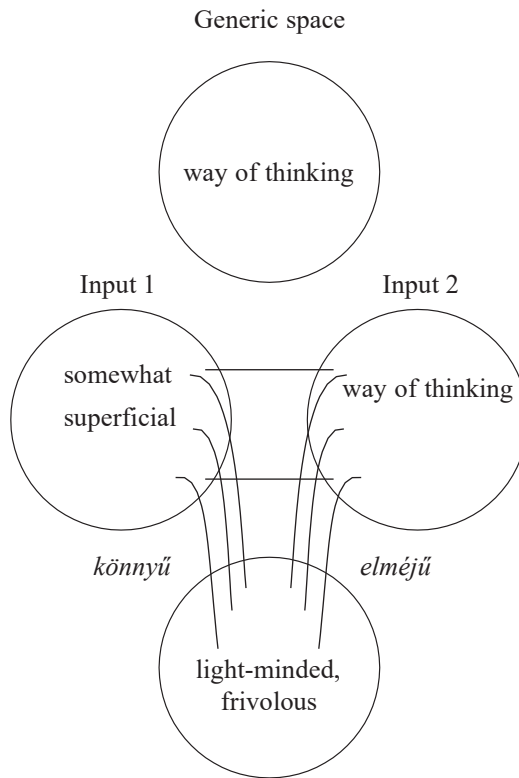 Generic space
way of thinking
Input 1
Input 2
somewhat
superficial
way of thinking
könnyű
elméjű
light-minded,
frivolous